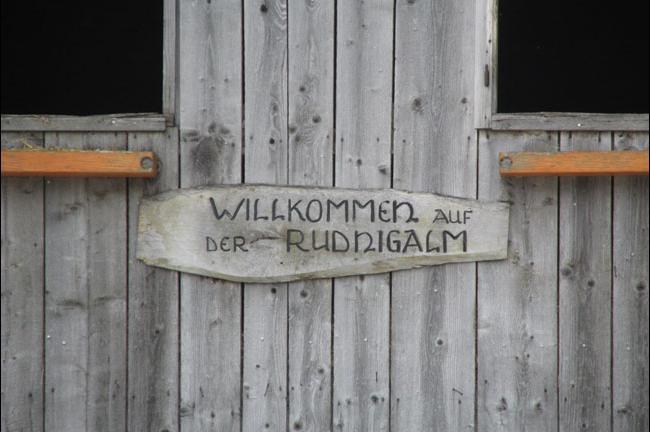 WILLKOMMEN AUF
DER RUDNIGALM